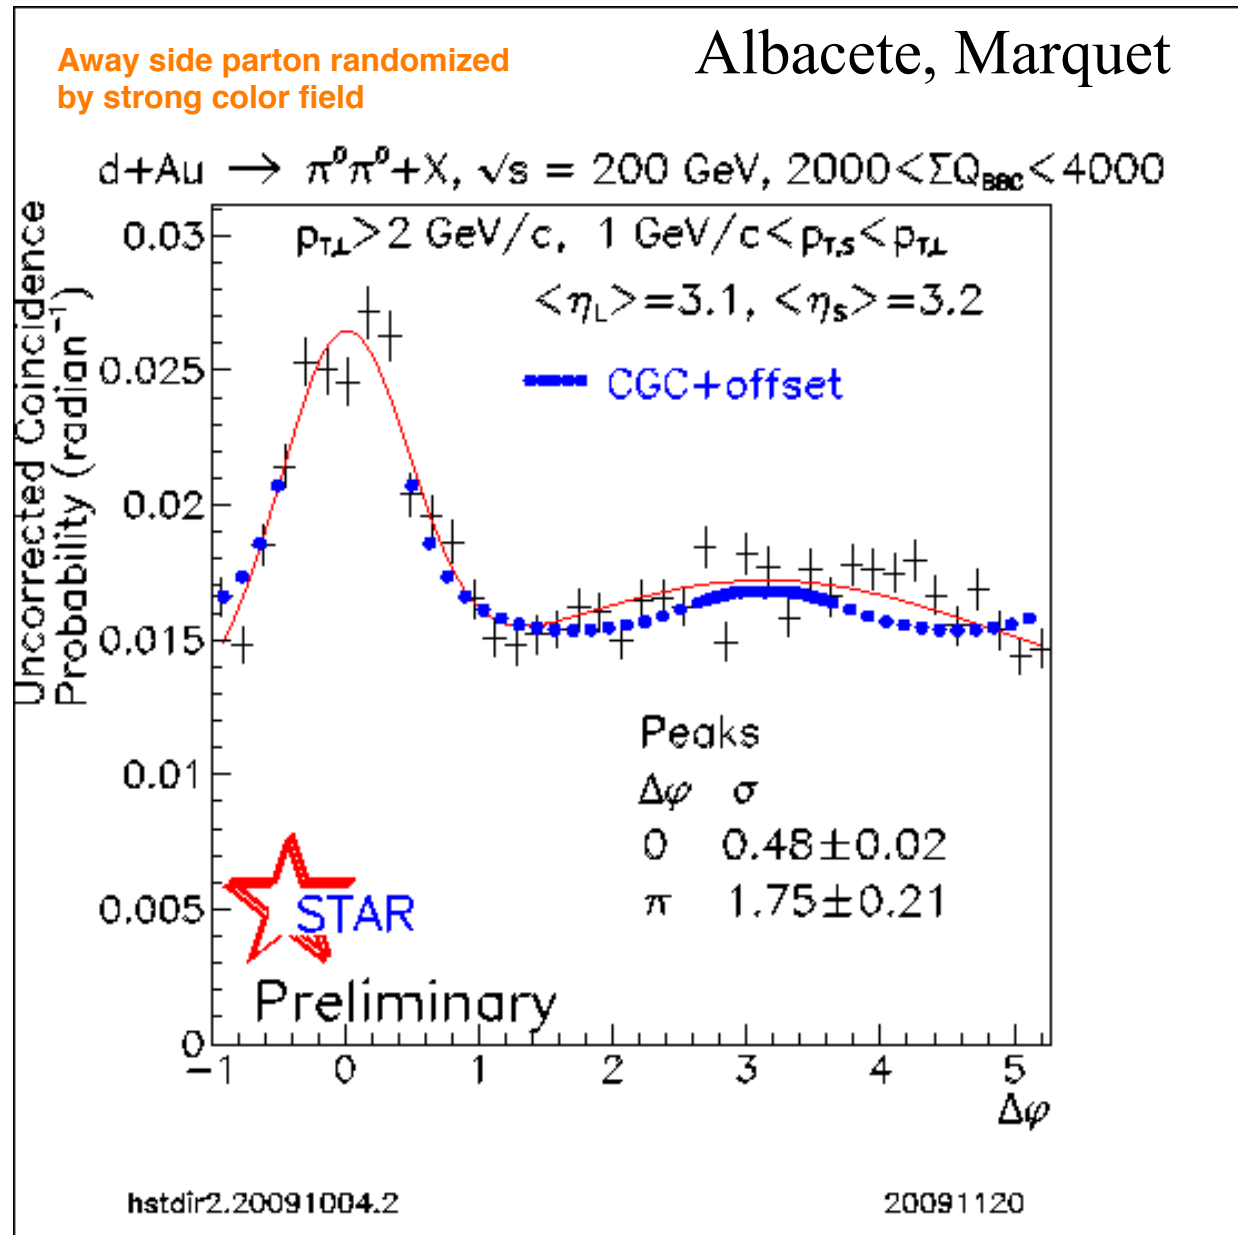 Away side parton randomized
by strong color field
Albacete, Marquet
d+Au → π⁰π⁰+X, √s = 200 GeV, 2000<ΣQ_BBC<4000
p_T,L>2 GeV/c, 1 GeV/c<p_T,S<p_T,L
<η_L>=3.1, <η_S>=3.2
CGC+offset
Uncorrected Coincidence
Probability (radian⁻¹)
0.03
0.025
0.02
0.015
0.01
0.005
0
Peaks
Δφ σ
0 0.48±0.02
π 1.75±0.21
STAR
Preliminary
−1 0 1 2 3 4 5
Δφ
hstdir2.20091004.2
20091120